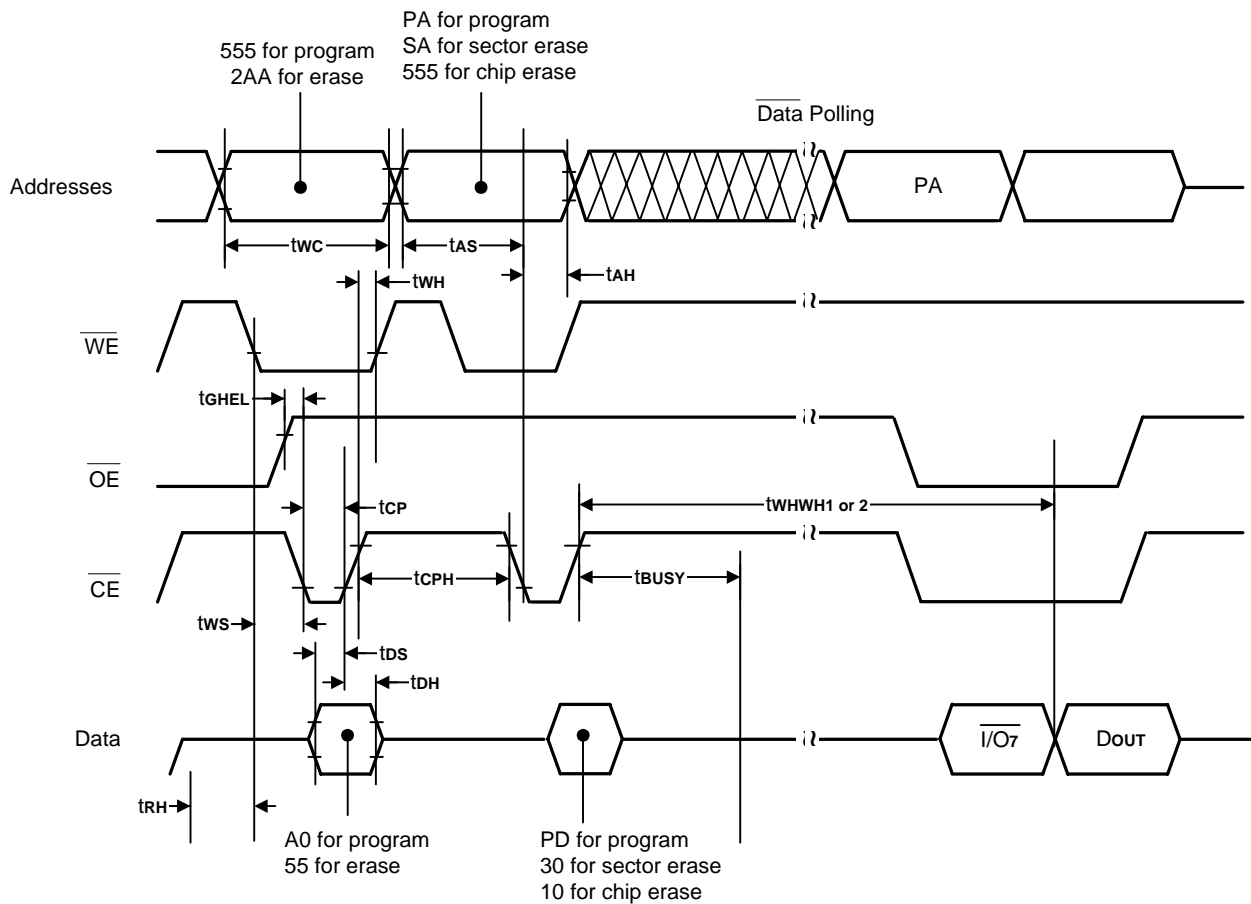 555 for program
2AA for erase
PA for program
SA for sector erase
555 for chip erase
Data Polling
Addresses
PA
tWC
tAS
tAH
tWH
WE
tGHEL
OE
tCP
tWHWH1 or 2
CE
tCPH
tBUSY
tWS
tDS
tDH
Data
I/O7
DOUT
tRH
A0 for program
55 for erase
PD for program
30 for sector erase
10 for chip erase